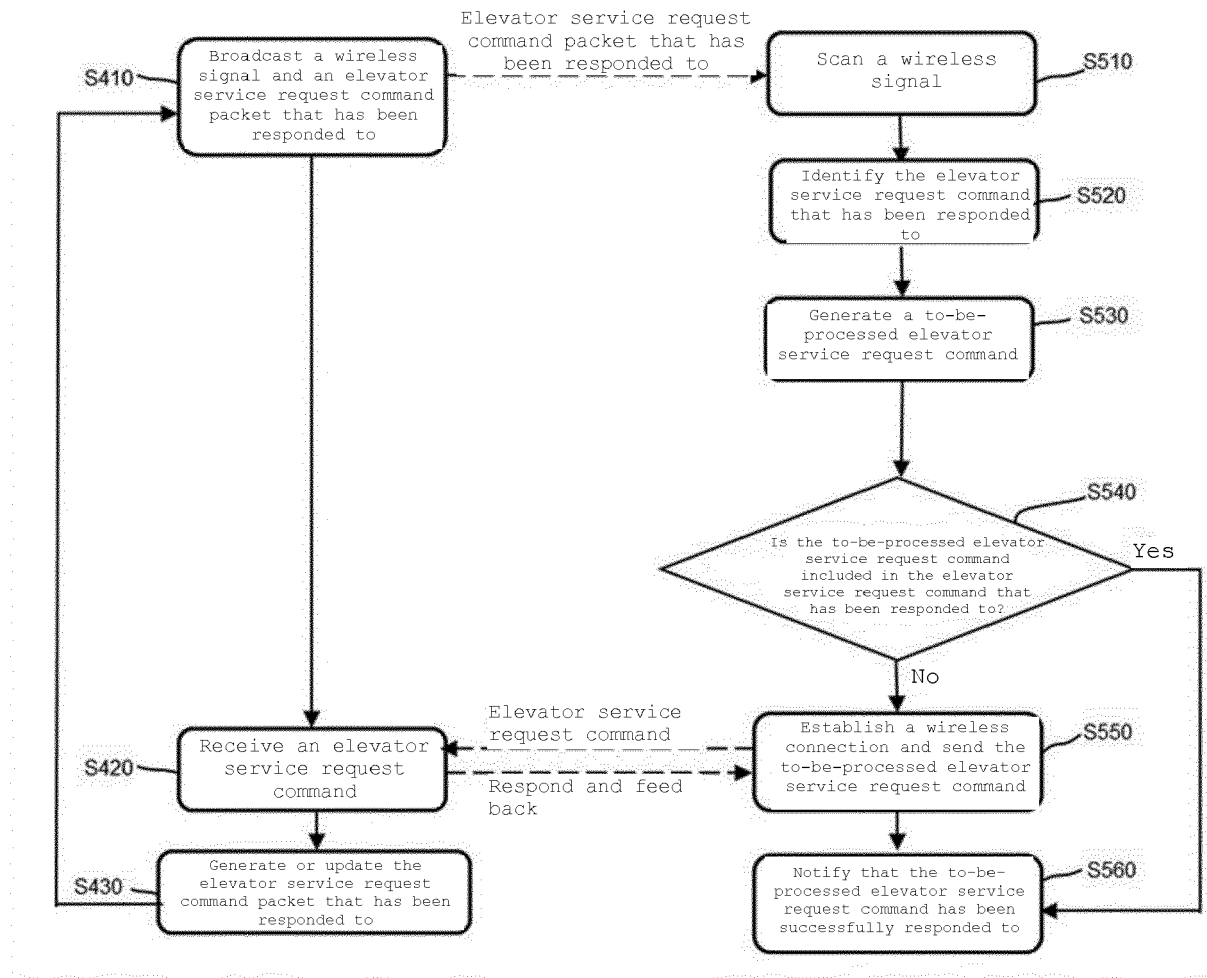 Elevator service request
command packet that has
been responded to
S410
Broadcast a wireless
signal and an elevator
service request command
packet that has been
responded to
Scan a wireless
signal
S510
Identify the elevator
service request command
that has been responded
to
S520
Generate a to-be-
processed elevator
service request command
S530
S540
Is the to-be-processed elevator
service request command
included in the elevator
service request command that
has been responded to?
Yes
No
Elevator service
request command
S420
Receive an elevator
service request
command
Respond and feed
back
Establish a wireless
connection and send the
to-be-processed elevator
service request command
S550
S430
Generate or update the
elevator service request
command packet that has been
responded to
Notify that the to-be-
processed elevator service
request command has been
successfully responded to
S560